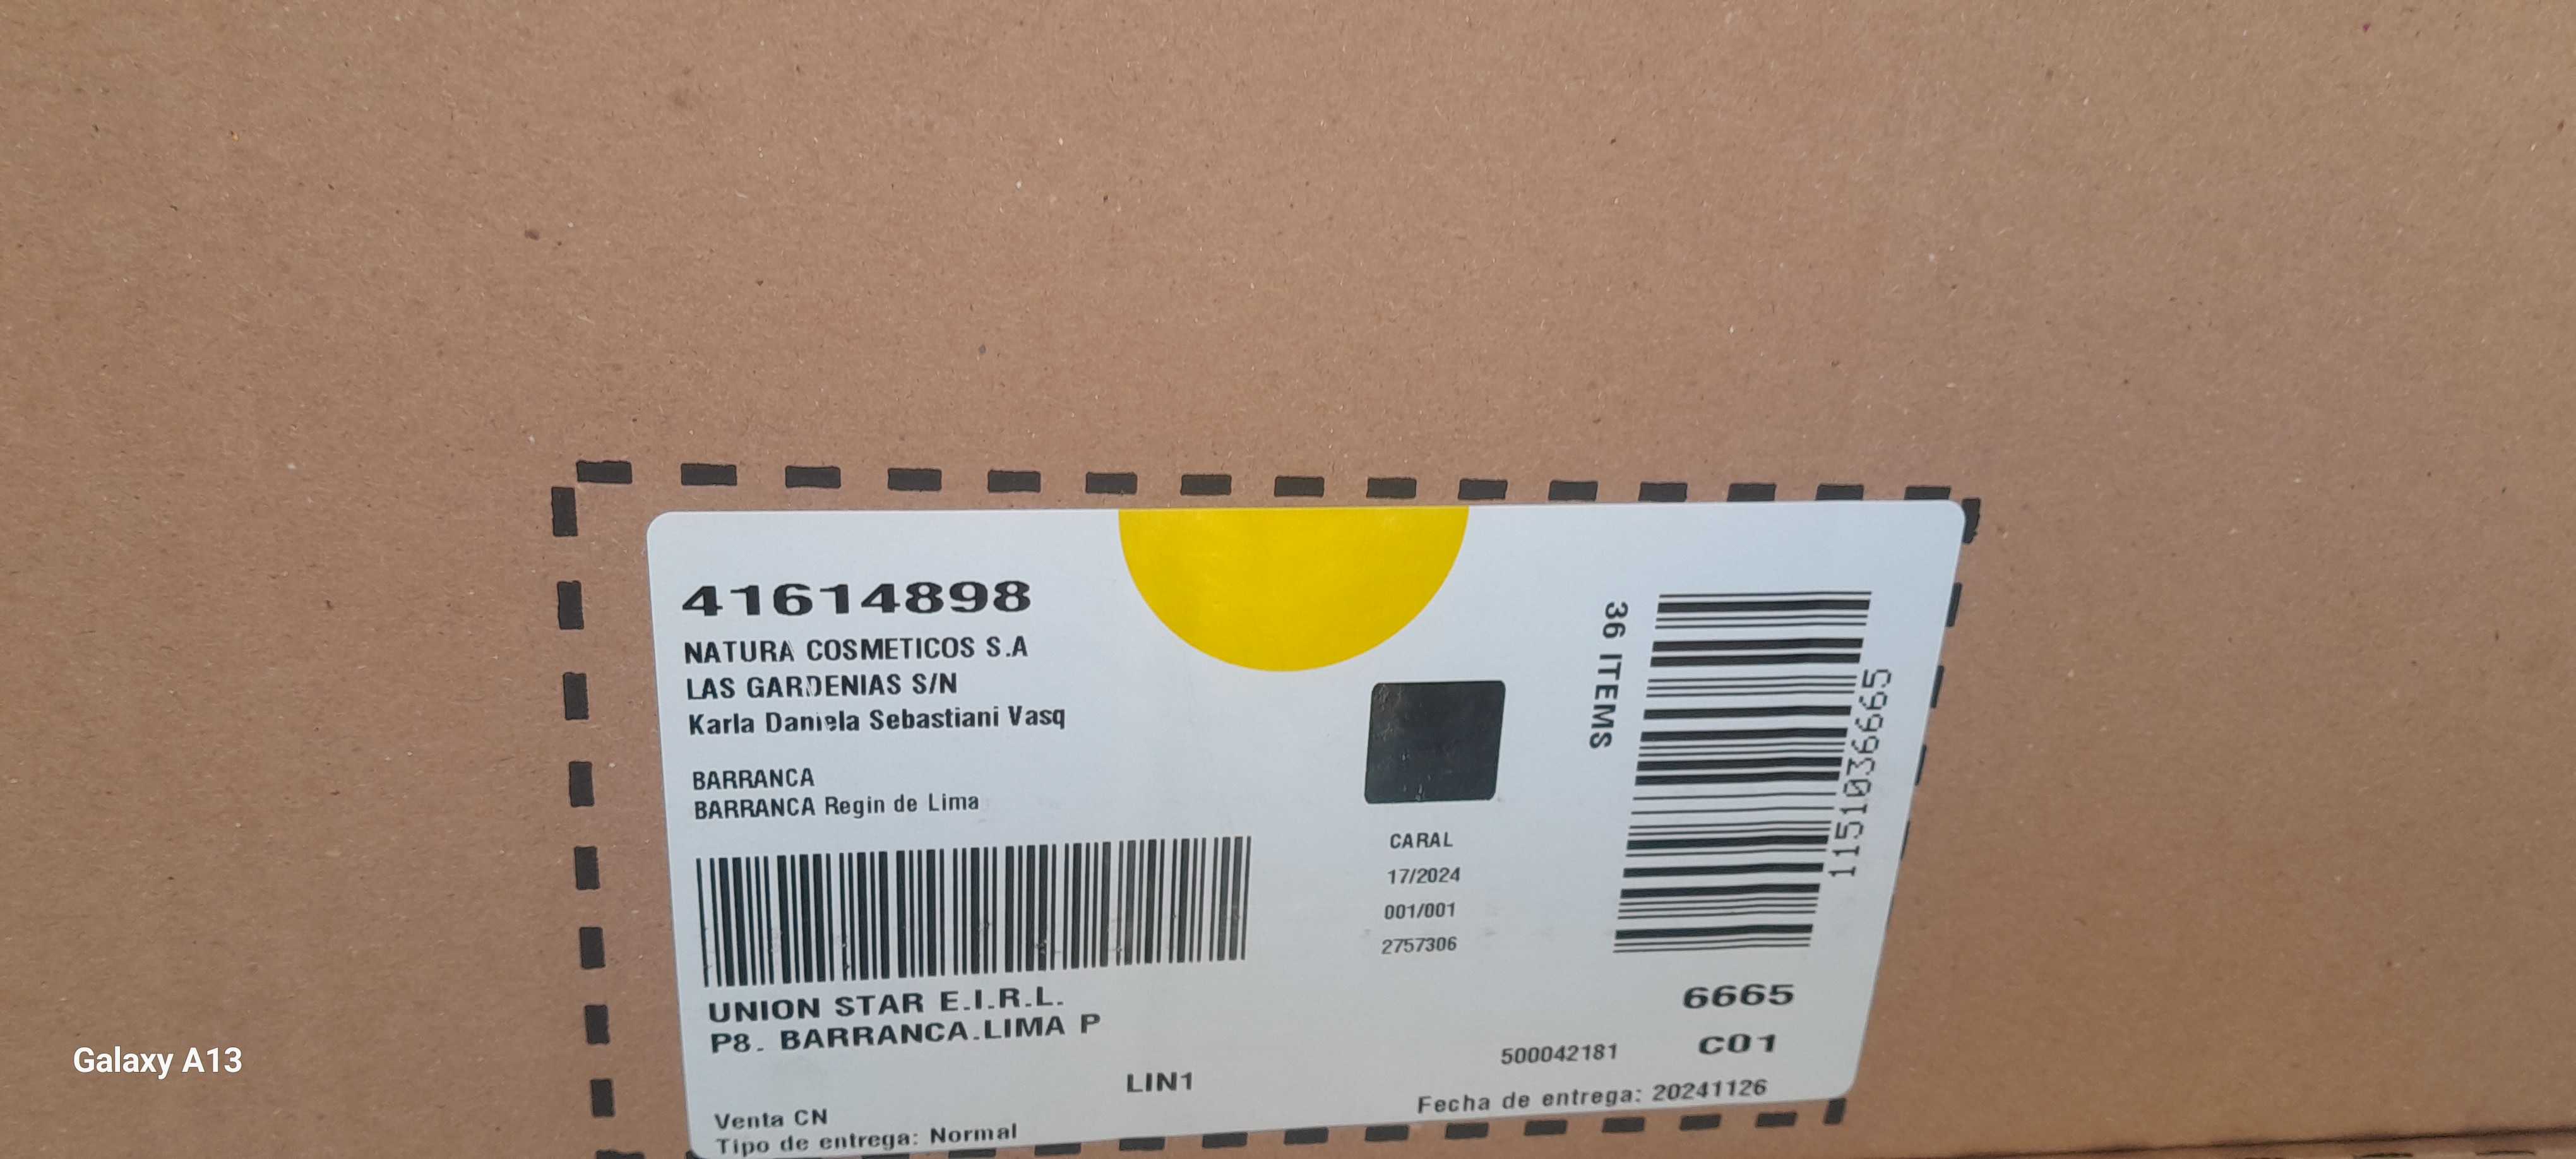 41614898
NATURA COSMETICOS S.A
LAS GARDENIAS S/N
Karla Daniela Sebastiani Vasq
BARRANCA
BARRANCA Regin de Lima
UNION STAR E.I.R.L.
P8. BARRANCA.LIMA P
LIN1
Venta CN
Tipo de entrega: Normal
CARAL
17/2024
001/001
2757306
36 ITEMS
1151036665
6665
C01
500042181
Fecha de entrega: 20241126
Galaxy A13